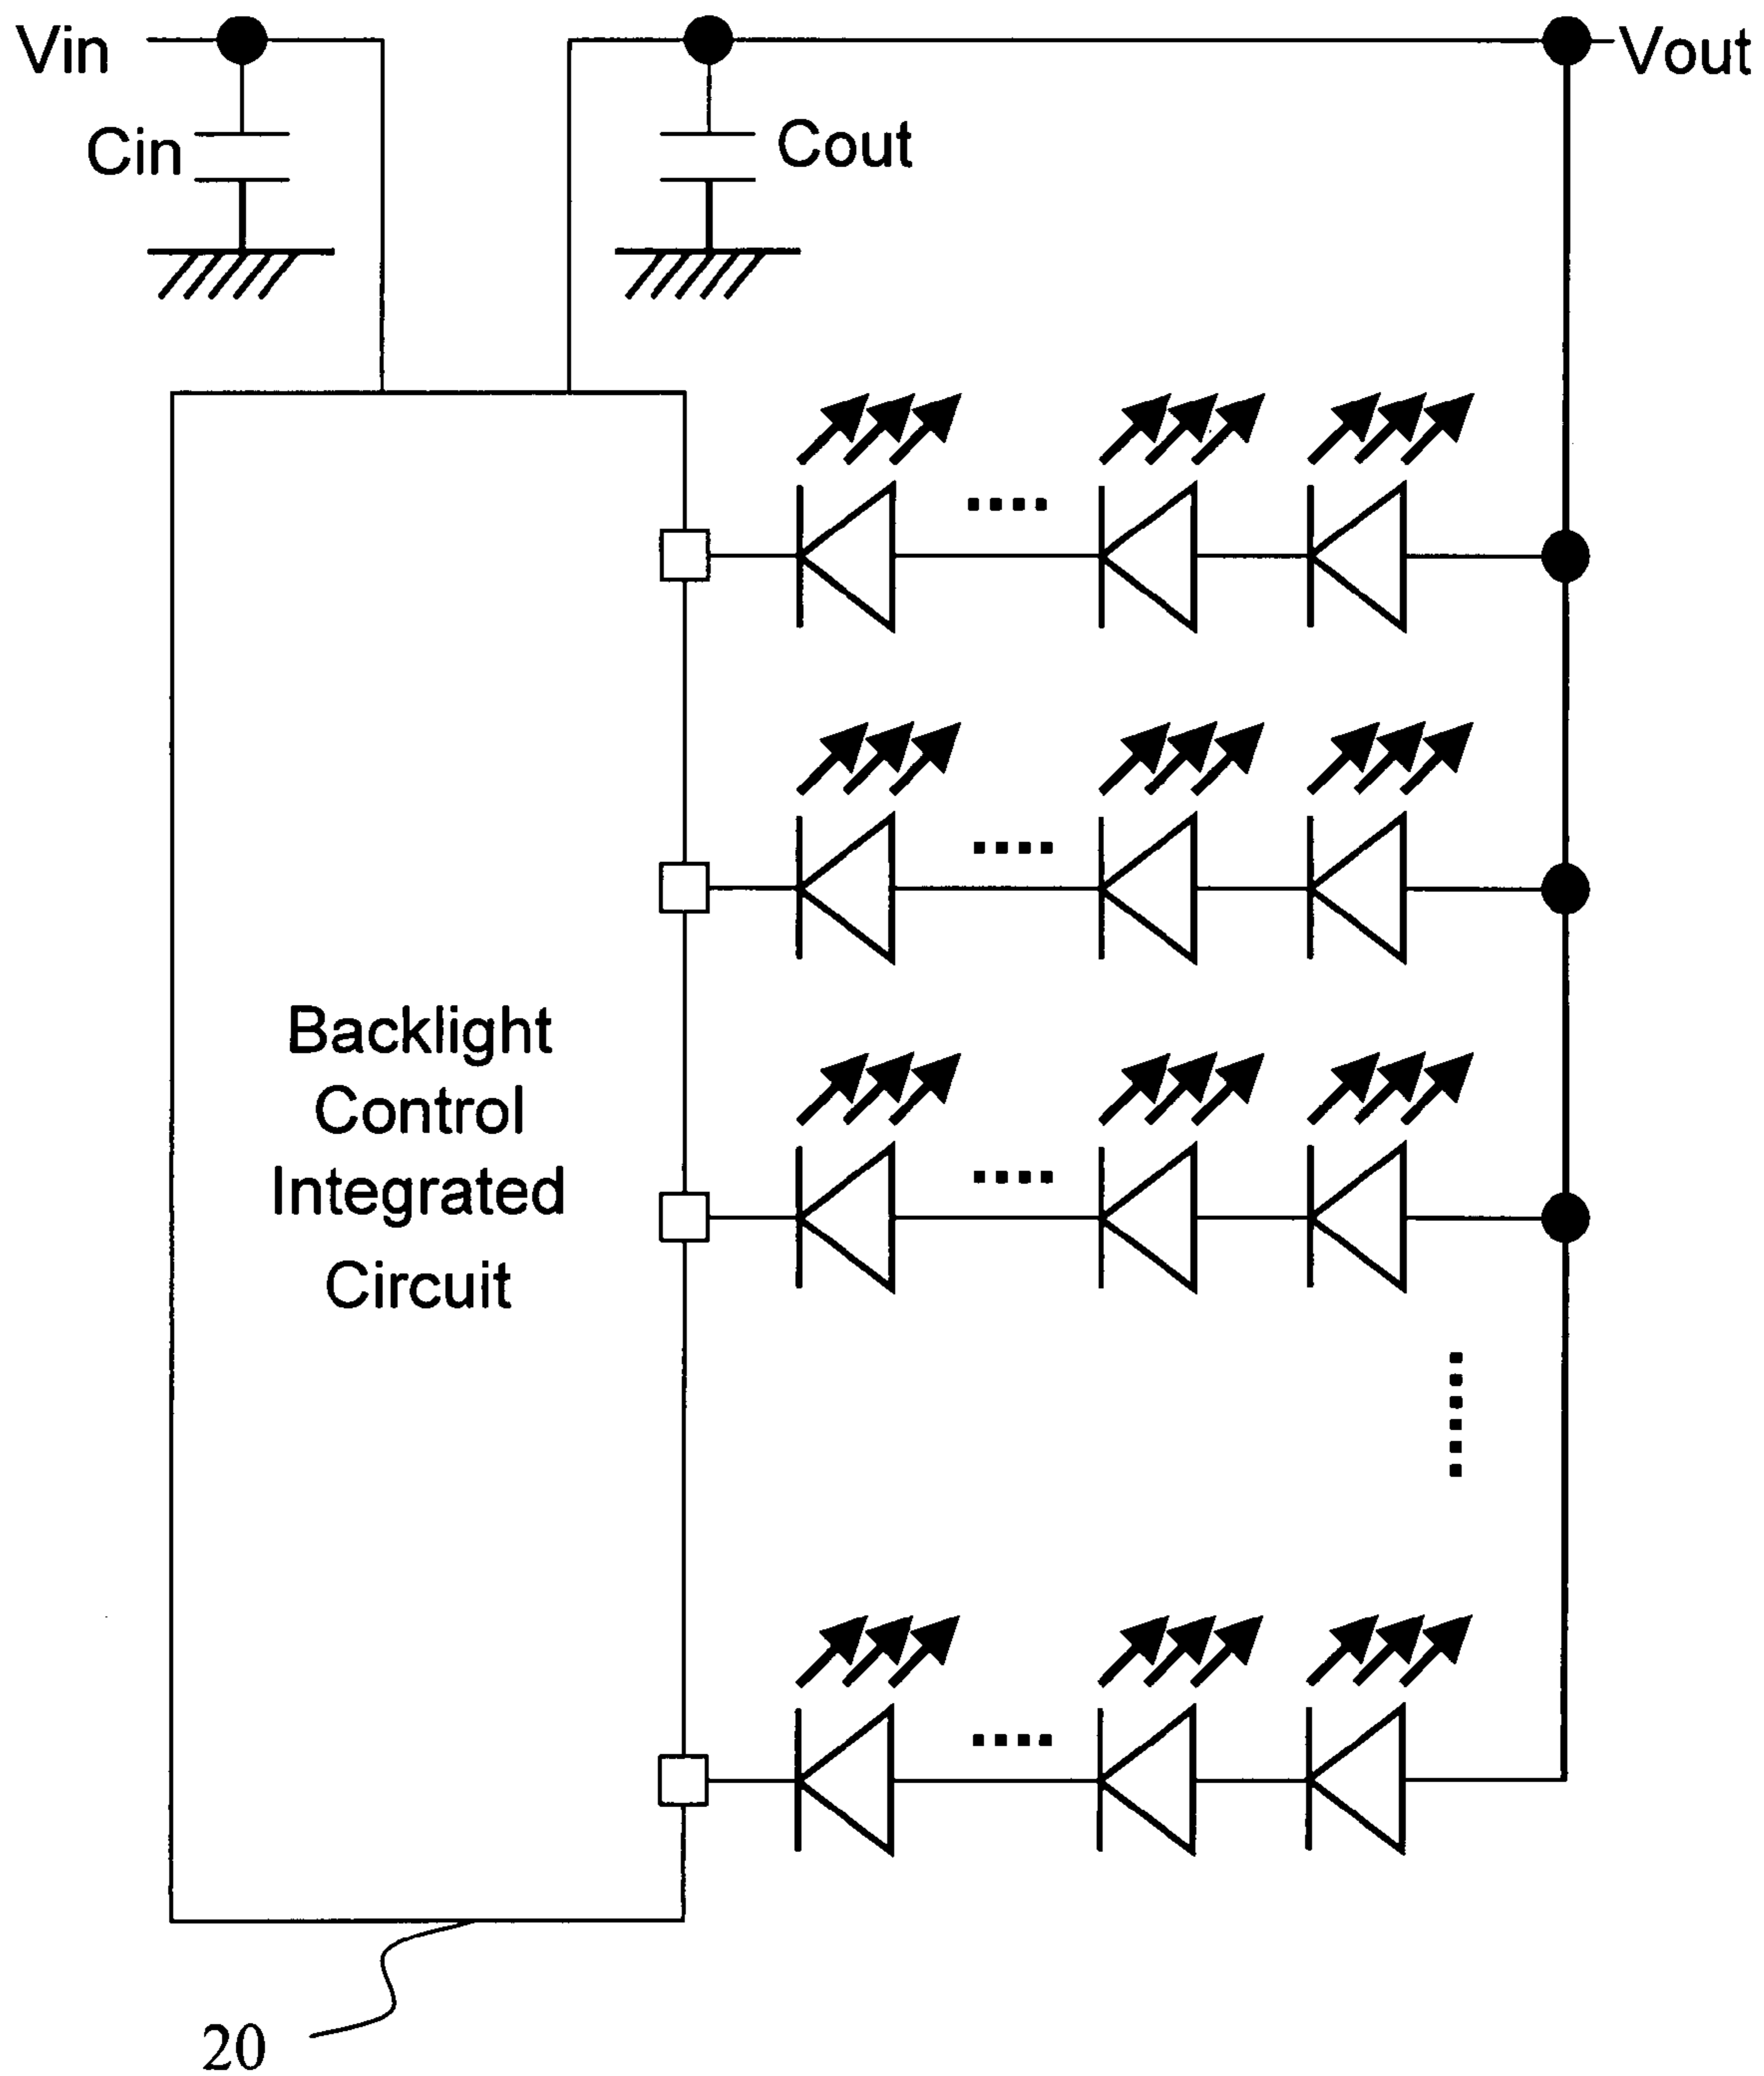 Vin
Vout
Cin
Cout
Backlight
Control
Integrated
Circuit
20